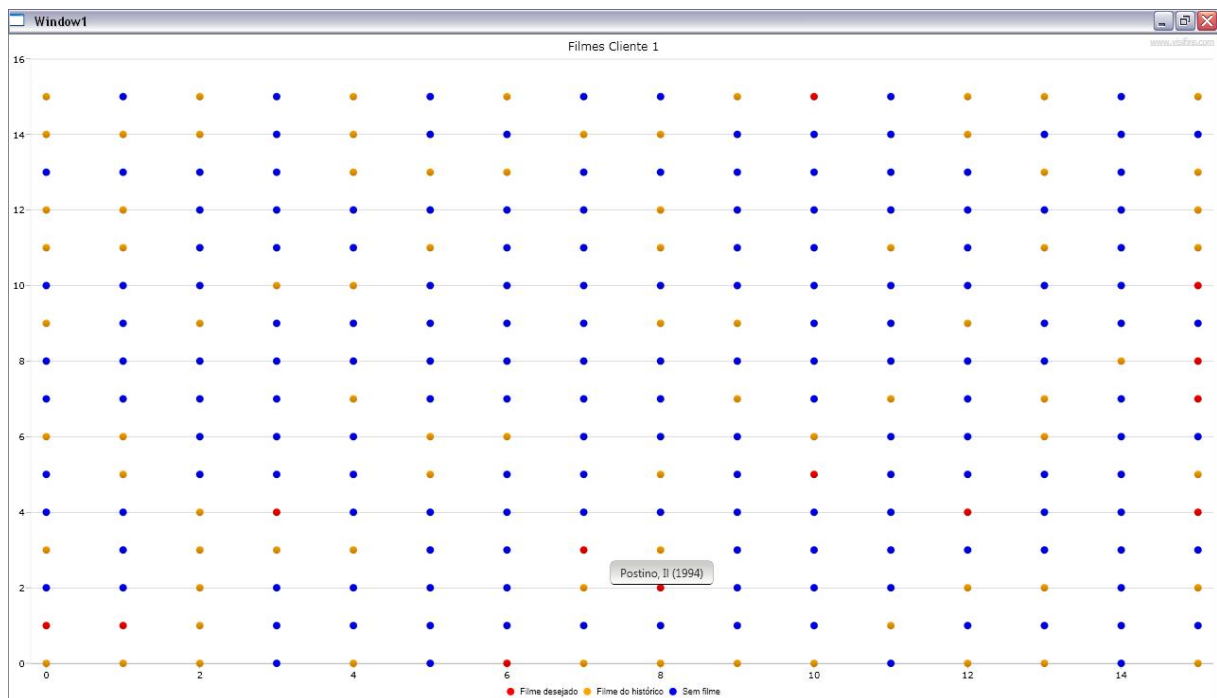 Window1
Filmes Cliente 1
www.visifire.com
16
14
12
10
8
6
4
2
0
Postino, Il (1994)
0 2 4 6 8 10 12 14
Filme desejado Filme do histórico Sem filme